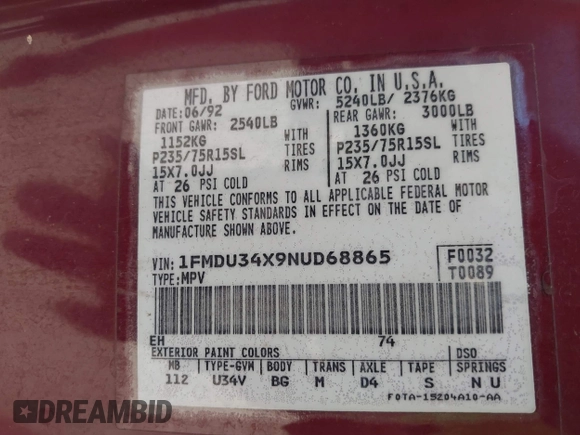 MFD. BY FORD MOTOR CO. IN U.S.A.
DATE: 06/92 GVWR: 5240LB/ 2376KG
FRONT GAWR: 2540LB REAR GAWR: 3000LB
1152KG WITH 1360KG WITH
P235/75R15SL TIRES P235/75R15SL TIRES
15X7.0JJ RIMS 15X7.0JJ RIMS
AT 26 PSI COLD AT 26 PSI COLD
THIS VEHICLE CONFORMS TO ALL APPLICABLE FEDERAL MOTOR
VEHICLE SAFETY STANDARDS IN EFFECT ON THE DATE OF
MANUFACTURE SHOWN ABOVE.
VIN: 1FMDU34X9NUD68865 F0032
TYPE: MPV T0089
EH 74
EXTERIOR PAINT COLORS DSO
WB TYPE-GVW BODY TRANS AXLE TAPE SPRINGS
112 U34V BG M D4 S N U
F0TA-15204A10-AA
DREAMBID